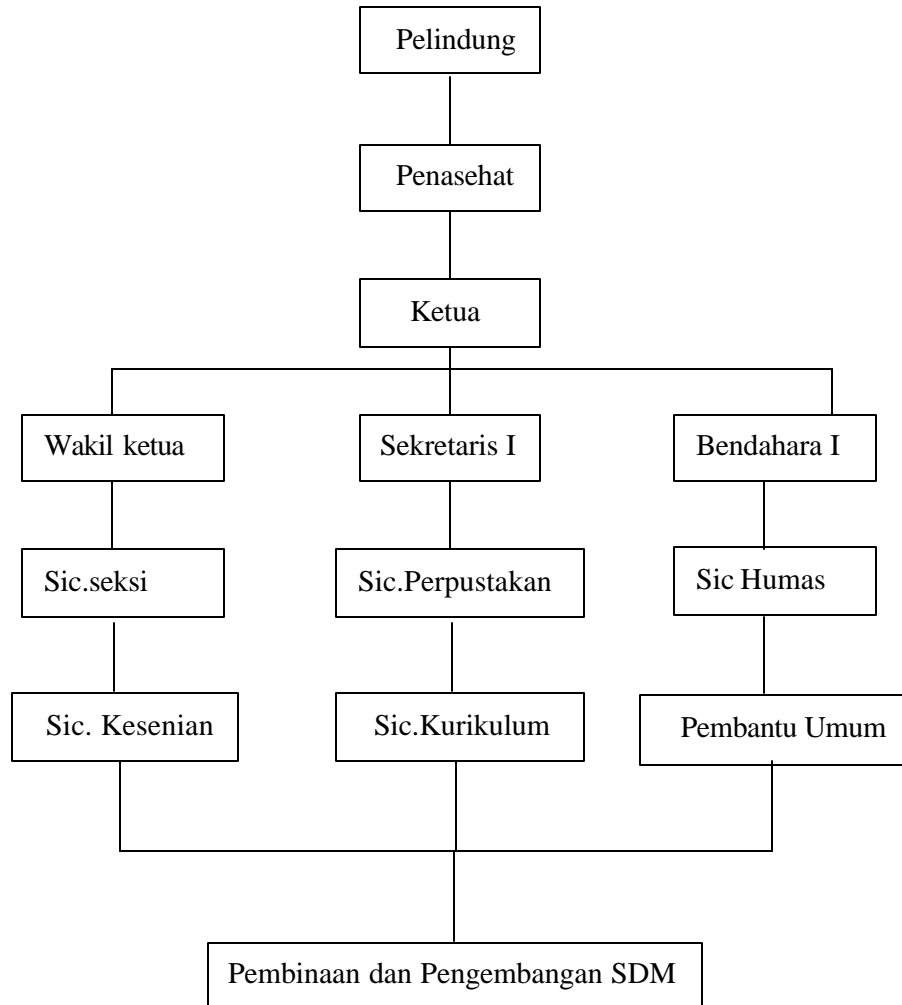 Pelindung
Penasehat
Ketua
Wakil ketua
Sekretaris I
Bendahara I
Sic.seksi
Sic.Perpustakan
Sic Humas
Sic. Kesenian
Sic.Kurikulum
Pembantu Umum
Pembinaan dan Pengembangan SDM